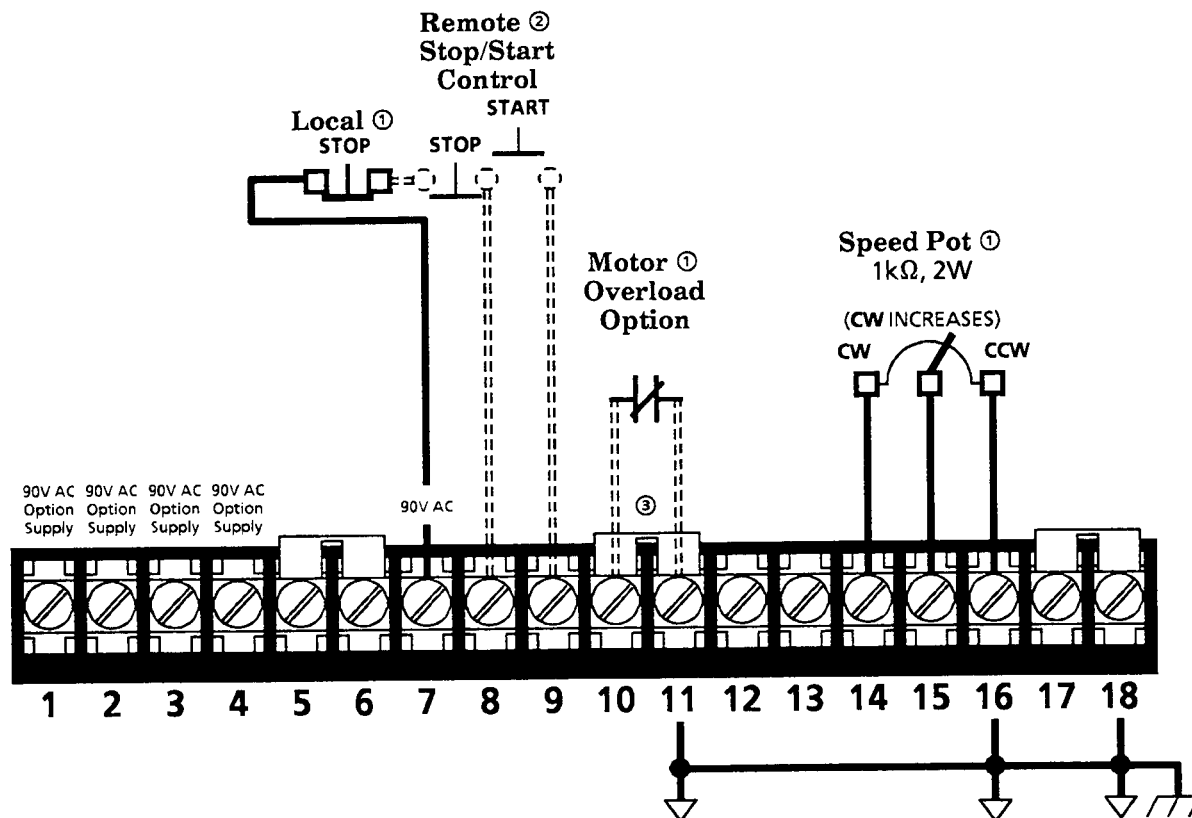 Remote ②
Stop/Start
Control
START
Local ①
STOP
STOP
Motor ①
Overload
Option
Speed Pot ①
1kΩ, 2W
(CW INCREASES)
CW
CCW
90V AC
Option
Supply
90V AC
Option
Supply
90V AC
Option
Supply
90V AC
Option
Supply
90V AC
③
1 2 3 4 5 6 7 8 9 10 11 12 13 14 15 16 17 18